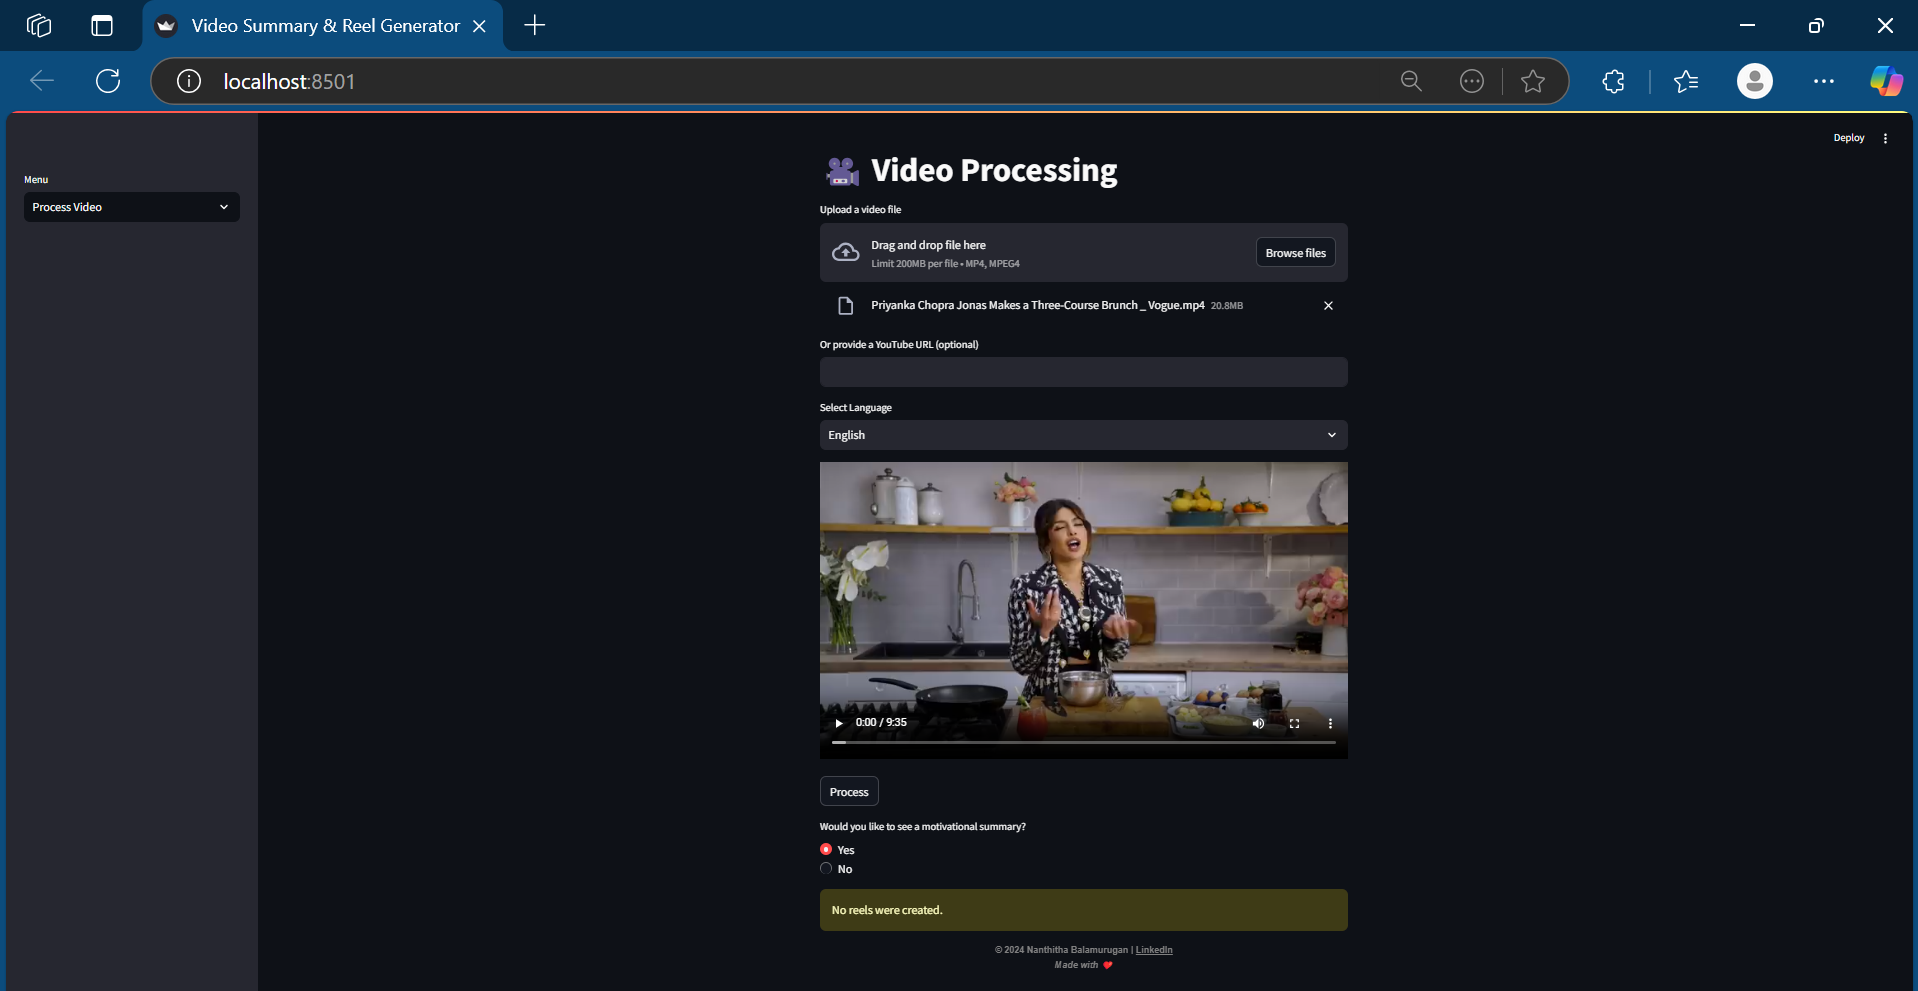 Video Summary & Reel Generator
localhost:8501
Deploy
Menu
Process Video
Video Processing
Upload a video file
Drag and drop file here
Limit 200MB per file • MP4, MPEG4
Browse files
Priyanka Chopra Jonas Makes a Three-Course Brunch _ Vogue.mp4 20.8MB
Or provide a YouTube URL (optional)
Select Language
English
0:00 / 9:35
Process
Would you like to see a motivational summary?
Yes
No
No reels were created.
© 2024 Nanthitha Balamurugan | LinkedIn
Made with ❤️